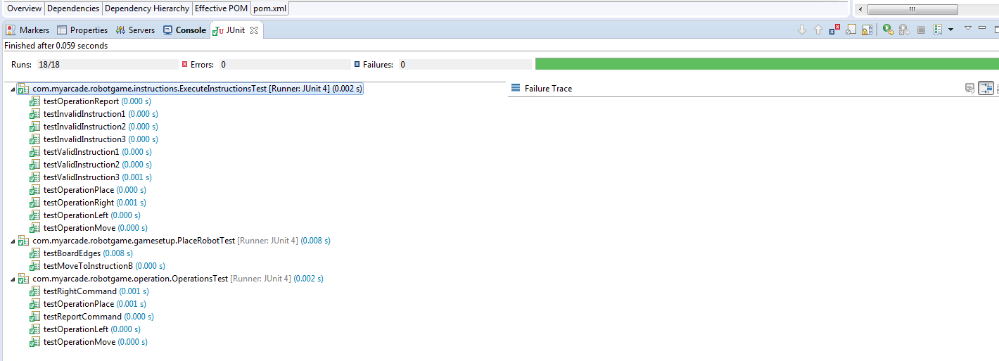 Overview Dependencies Dependency Hierarchy Effective POM pom.xml
Markers Properties Servers Console JUnit
Finished after 0.059 seconds
Runs: 18/18 Errors: 0 Failures: 0
com.myarcade.robotgame.instructions.ExecuteInstructionsTest [Runner: JUnit 4] (0.002 s)
Failure Trace
testOperationReport (0.000 s)
testInvalidInstruction1 (0.000 s)
testInvalidInstruction2 (0.000 s)
testInvalidInstruction3 (0.000 s)
testValidInstruction1 (0.000 s)
testValidInstruction2 (0.000 s)
testValidInstruction3 (0.001 s)
testOperationPlace (0.000 s)
testOperationRight (0.001 s)
testOperationLeft (0.000 s)
testOperationMove (0.000 s)
com.myarcade.robotgame.gamesetup.PlaceRobotTest [Runner: JUnit 4] (0.008 s)
testBoardEdges (0.008 s)
testMoveToInstructionB (0.000 s)
com.myarcade.robotgame.operation.OperationsTest [Runner: JUnit 4] (0.002 s)
testRightCommand (0.001 s)
testOperationPlace (0.001 s)
testReportCommand (0.000 s)
testOperationLeft (0.000 s)
testOperationMove (0.000 s)